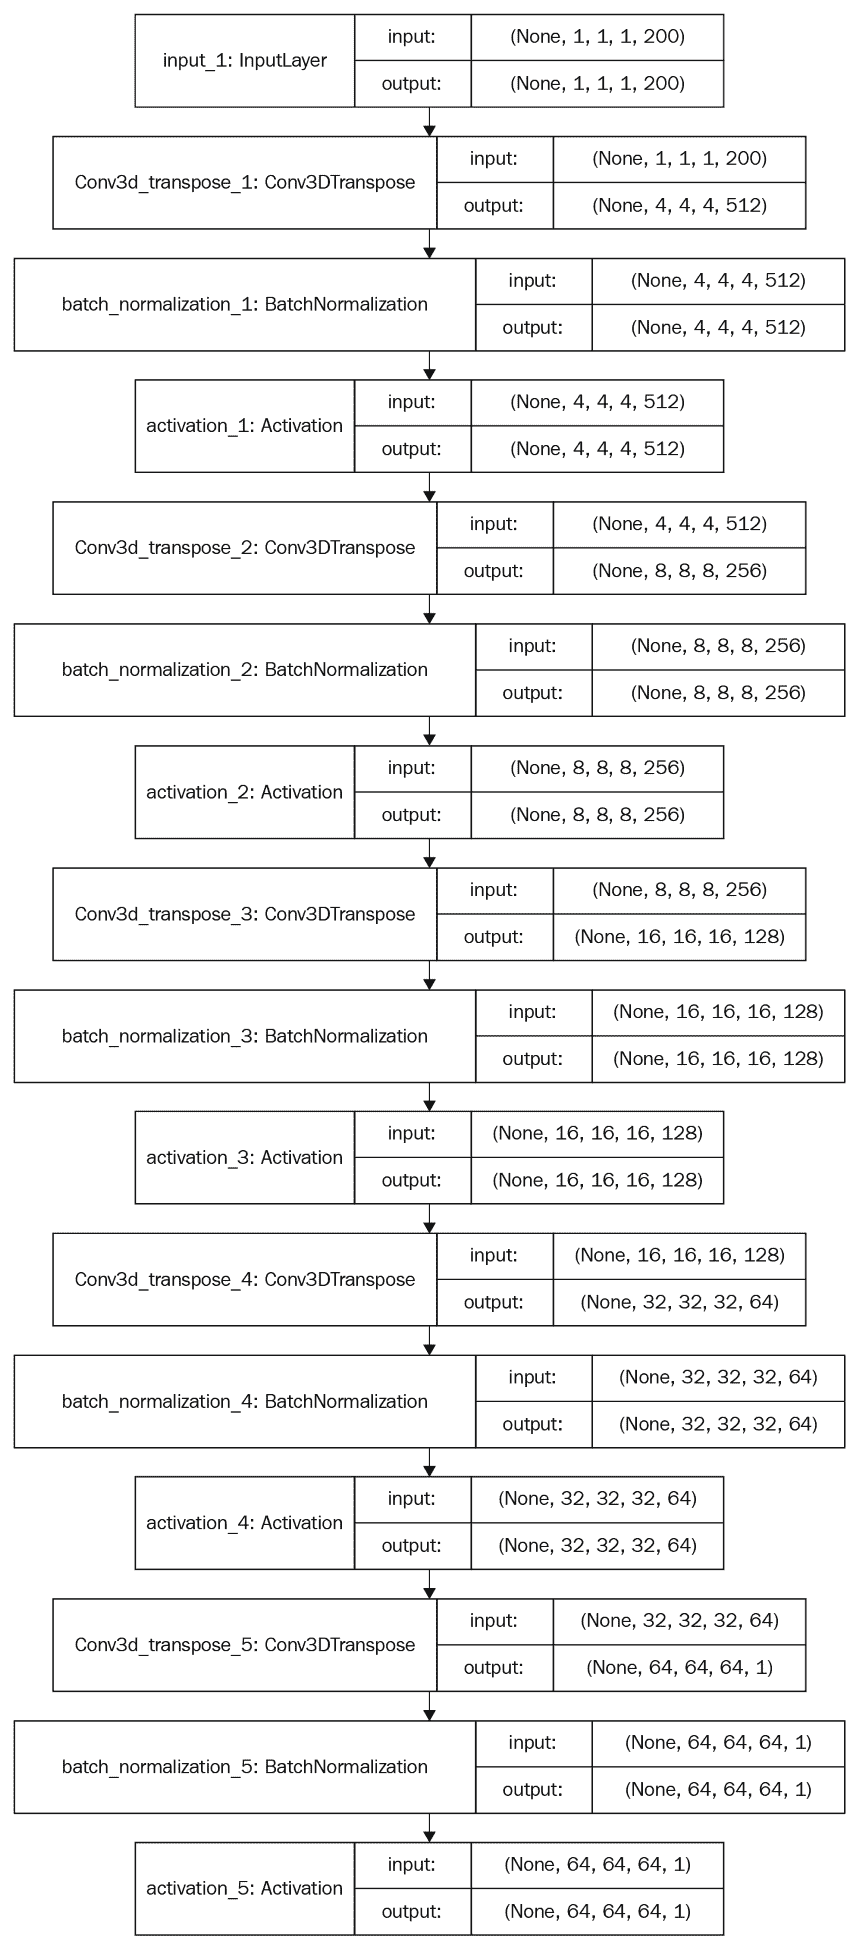 input: (None, 1, 1, 1, 200)
input_1: InputLayer
output: (None, 1, 1, 1, 200)
input: (None, 1, 1, 1, 200)
Conv3d_transpose_1: Conv3DTranspose
output: (None, 4, 4, 4, 512)
input: (None, 4, 4, 4, 512)
batch_normalization_1: BatchNormalization
output: (None, 4, 4, 4, 512)
input: (None, 4, 4, 4, 512)
activation_1: Activation
output: (None, 4, 4, 4, 512)
input: (None, 4, 4, 4, 512)
Conv3d_transpose_2: Conv3DTranspose
output: (None, 8, 8, 8, 256)
input: (None, 8, 8, 8, 256)
batch_normalization_2: BatchNormalization
output: (None, 8, 8, 8, 256)
input: (None, 8, 8, 8, 256)
activation_2: Activation
output: (None, 8, 8, 8, 256)
input: (None, 8, 8, 8, 256)
Conv3d_transpose_3: Conv3DTranspose
output: (None, 16, 16, 16, 128)
input: (None, 16, 16, 16, 128)
batch_normalization_3: BatchNormalization
output: (None, 16, 16, 16, 128)
input: (None, 16, 16, 16, 128)
activation_3: Activation
output: (None, 16, 16, 16, 128)
input: (None, 16, 16, 16, 128)
Conv3d_transpose_4: Conv3DTranspose
output: (None, 32, 32, 32, 64)
input: (None, 32, 32, 32, 64)
batch_normalization_4: BatchNormalization
output: (None, 32, 32, 32, 64)
input: (None, 32, 32, 32, 64)
activation_4: Activation
output: (None, 32, 32, 32, 64)
input: (None, 32, 32, 32, 64)
Conv3d_transpose_5: Conv3DTranspose
output: (None, 64, 64, 64, 1)
input: (None, 64, 64, 64, 1)
batch_normalization_5: BatchNormalization
output: (None, 64, 64, 64, 1)
input: (None, 64, 64, 64, 1)
activation_5: Activation
output: (None, 64, 64, 64, 1)